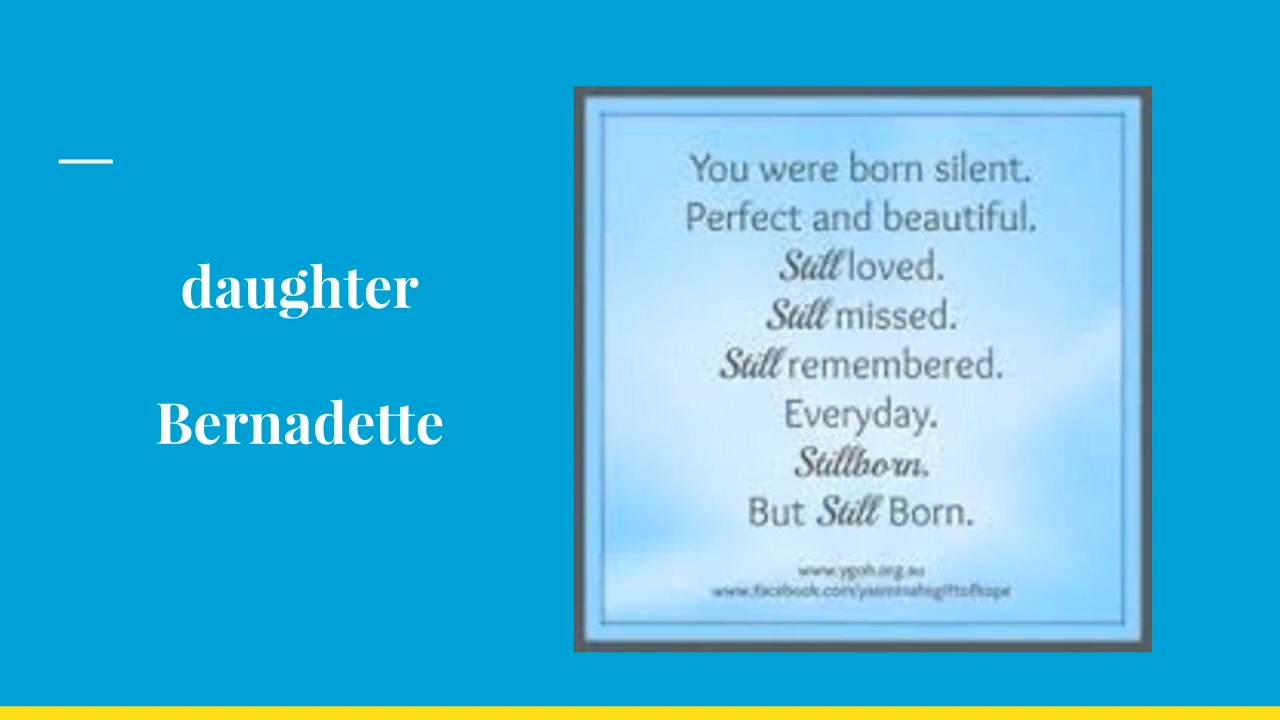 daughter
Bernadette
You were born silent.
Perfect and beautiful.
Still loved.
Still missed.
Still remembered.
Everyday.
Stillborn.
But Still Born.
www.ygoh.org.au
www.facebook.com/yasminahsgiftofhope